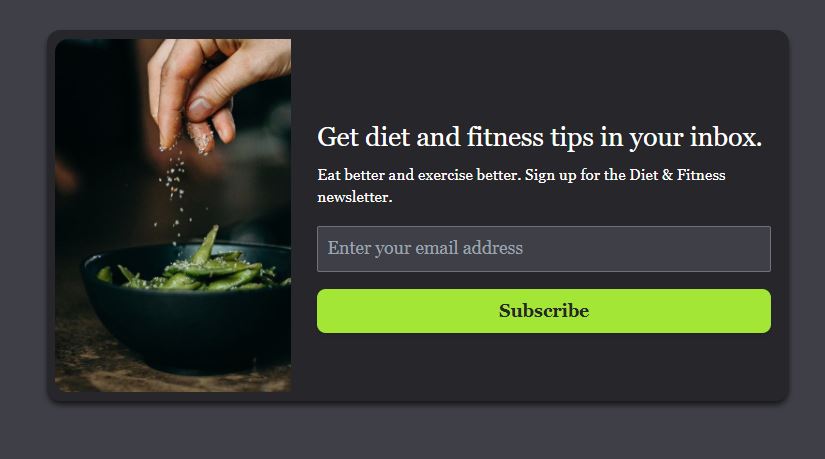 Get diet and fitness tips in your inbox.
Eat better and exercise better. Sign up for the Diet & Fitness
newsletter.
Enter your email address
Subscribe